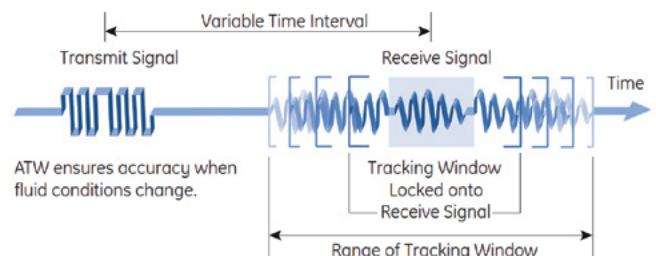 Variable Time Interval
Transmit Signal
Receive Signal
Time
ATW ensures accuracy when
fluid conditions change.
Tracking Window
Locked onto
Receive Signal
Range of Tracking Window